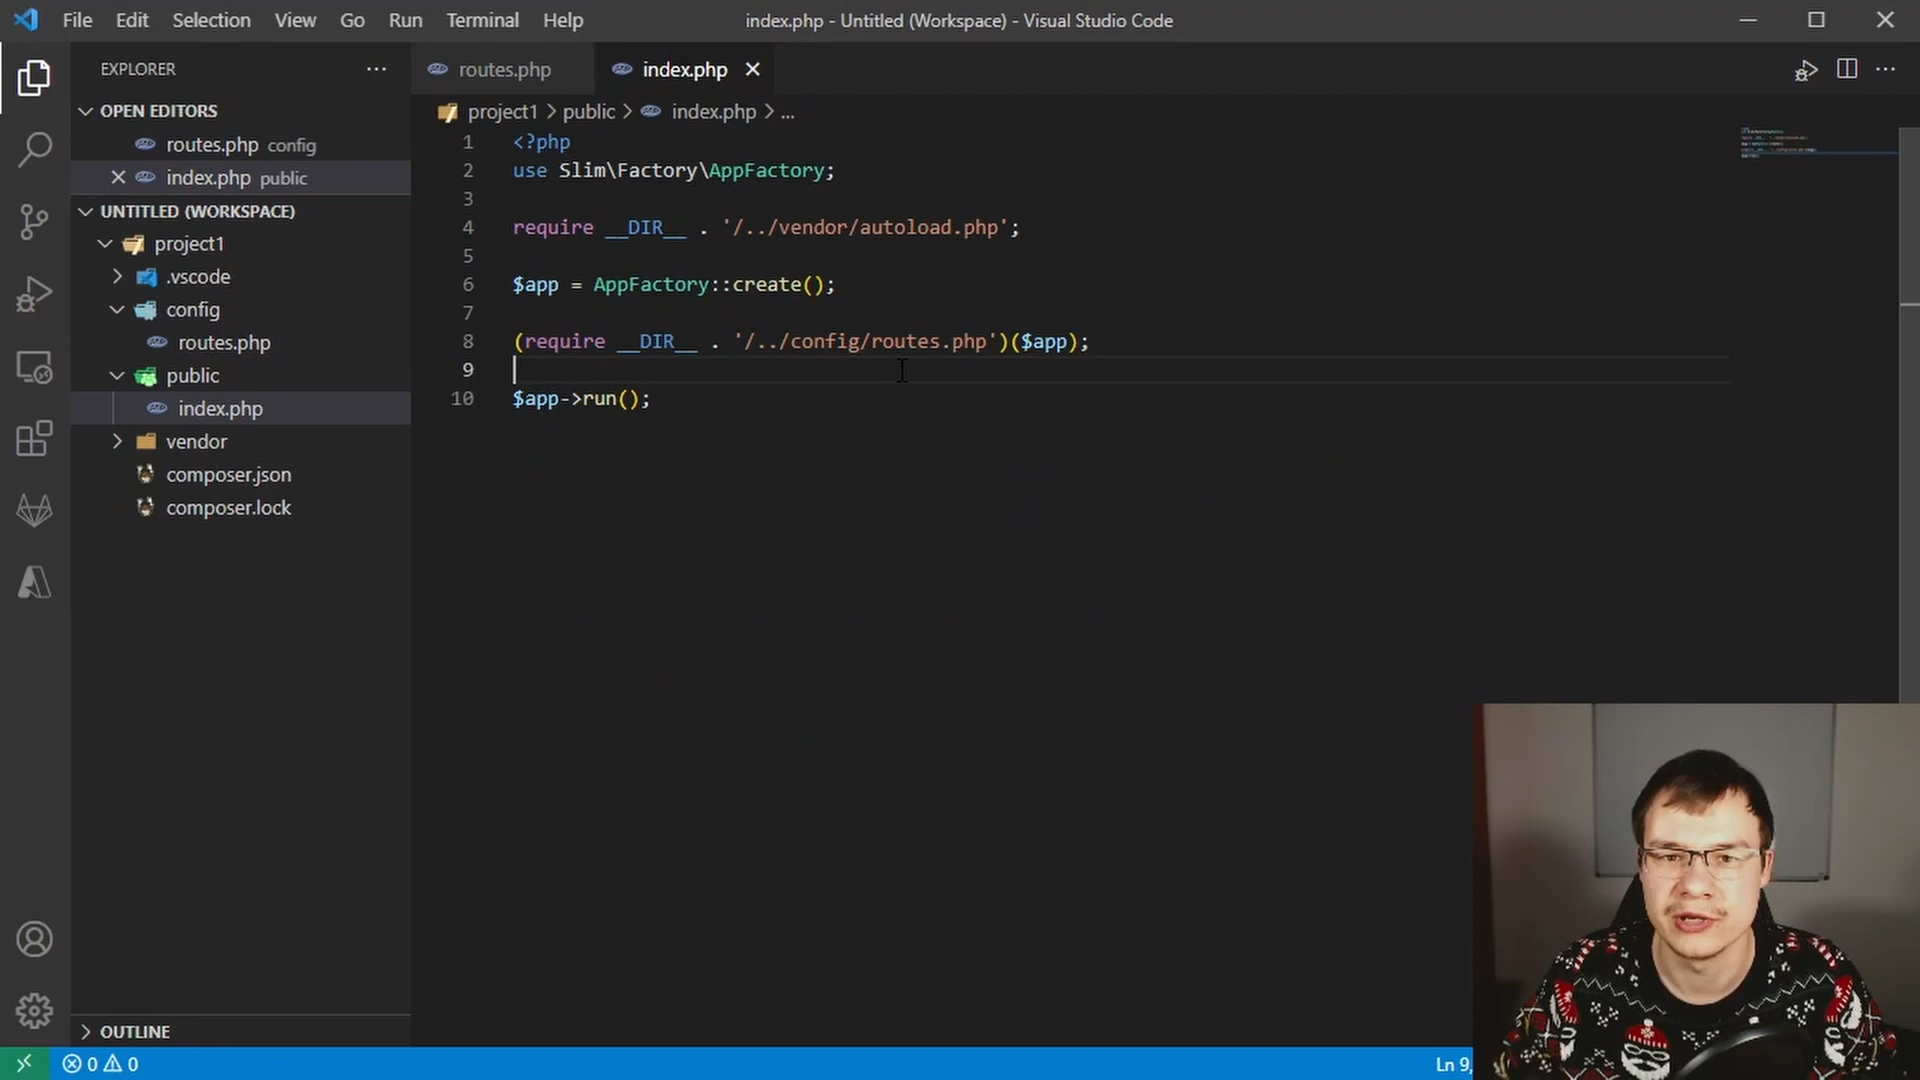 File Edit Selection View Go Run Terminal Help
index.php - Untitled (Workspace) - Visual Studio Code
EXPLORER
OPEN EDITORS
routes.php config
index.php public
UNTITLED (WORKSPACE)
project1
.vscode
config
routes.php
public
index.php
vendor
composer.json
composer.lock
OUTLINE
routes.php
index.php
project1 > public > index.php > ...
1 <?php
2 use Slim\Factory\AppFactory;
3
4 require __DIR__ . '/../vendor/autoload.php';
5
6 $app = AppFactory::create();
7
8 (require __DIR__ . '/../config/routes.php')($app);
9
10 $app->run();
0 0
Ln 9,